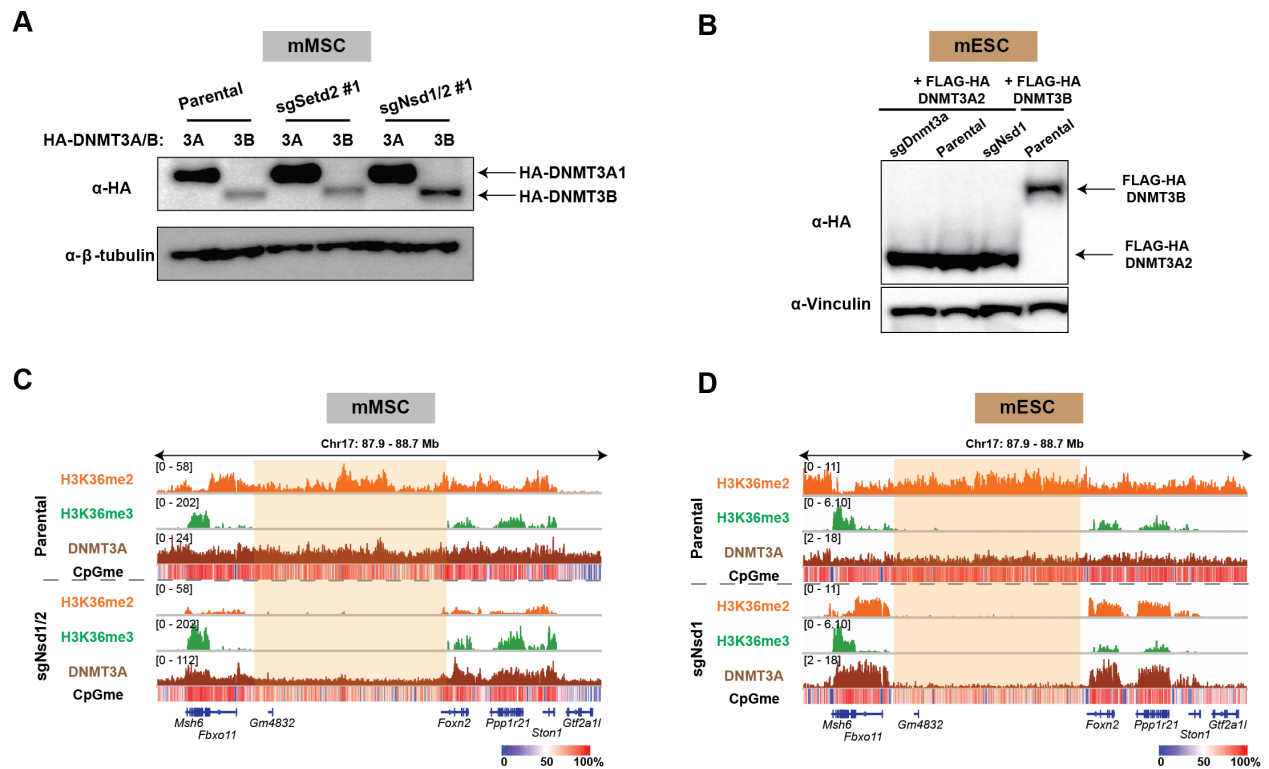 A
mMSC
Parental
sgSetd2 #1
sgNsd1/2 #1
HA-DNMT3A/B:
3A
3B
3A
3B
3A
3B
α-HA
HA-DNMT3A1
HA-DNMT3B
α-β-tubulin
B
mESC
+ FLAG-HA
DNMT3A2
+ FLAG-HA
DNMT3B
sgDnmt3a
Parental
sgNsd1
Parental
α-HA
FLAG-HA
DNMT3B
FLAG-HA
DNMT3A2
α-Vinculin
C
mMSC
Chr17: 87.9 - 88.7 Mb
Parental
H3K36me2
[0 - 58]
H3K36me3
[0 - 202]
DNMT3A
[0 - 24]
CpGme
sgNsd1/2
H3K36me2
[0 - 58]
H3K36me3
[0 - 202]
DNMT3A
[0 - 112]
CpGme
Msh6
Fbxo11
Gm4832
Foxn2
Ppp1r21
Ston1
Gtf2a1l
0
50
100%
D
mESC
Chr17: 87.9 - 88.7 Mb
Parental
H3K36me2
[0 - 11]
H3K36me3
[0 - 6.10]
DNMT3A
[2 - 18]
CpGme
sgNsd1
H3K36me2
[0 - 11]
H3K36me3
[0 - 6.10]
DNMT3A
[2 - 18]
CpGme
Msh6
Fbxo11
Gm4832
Foxn2
Ppp1r21
Ston1
Gtf2a1l
0
50
100%